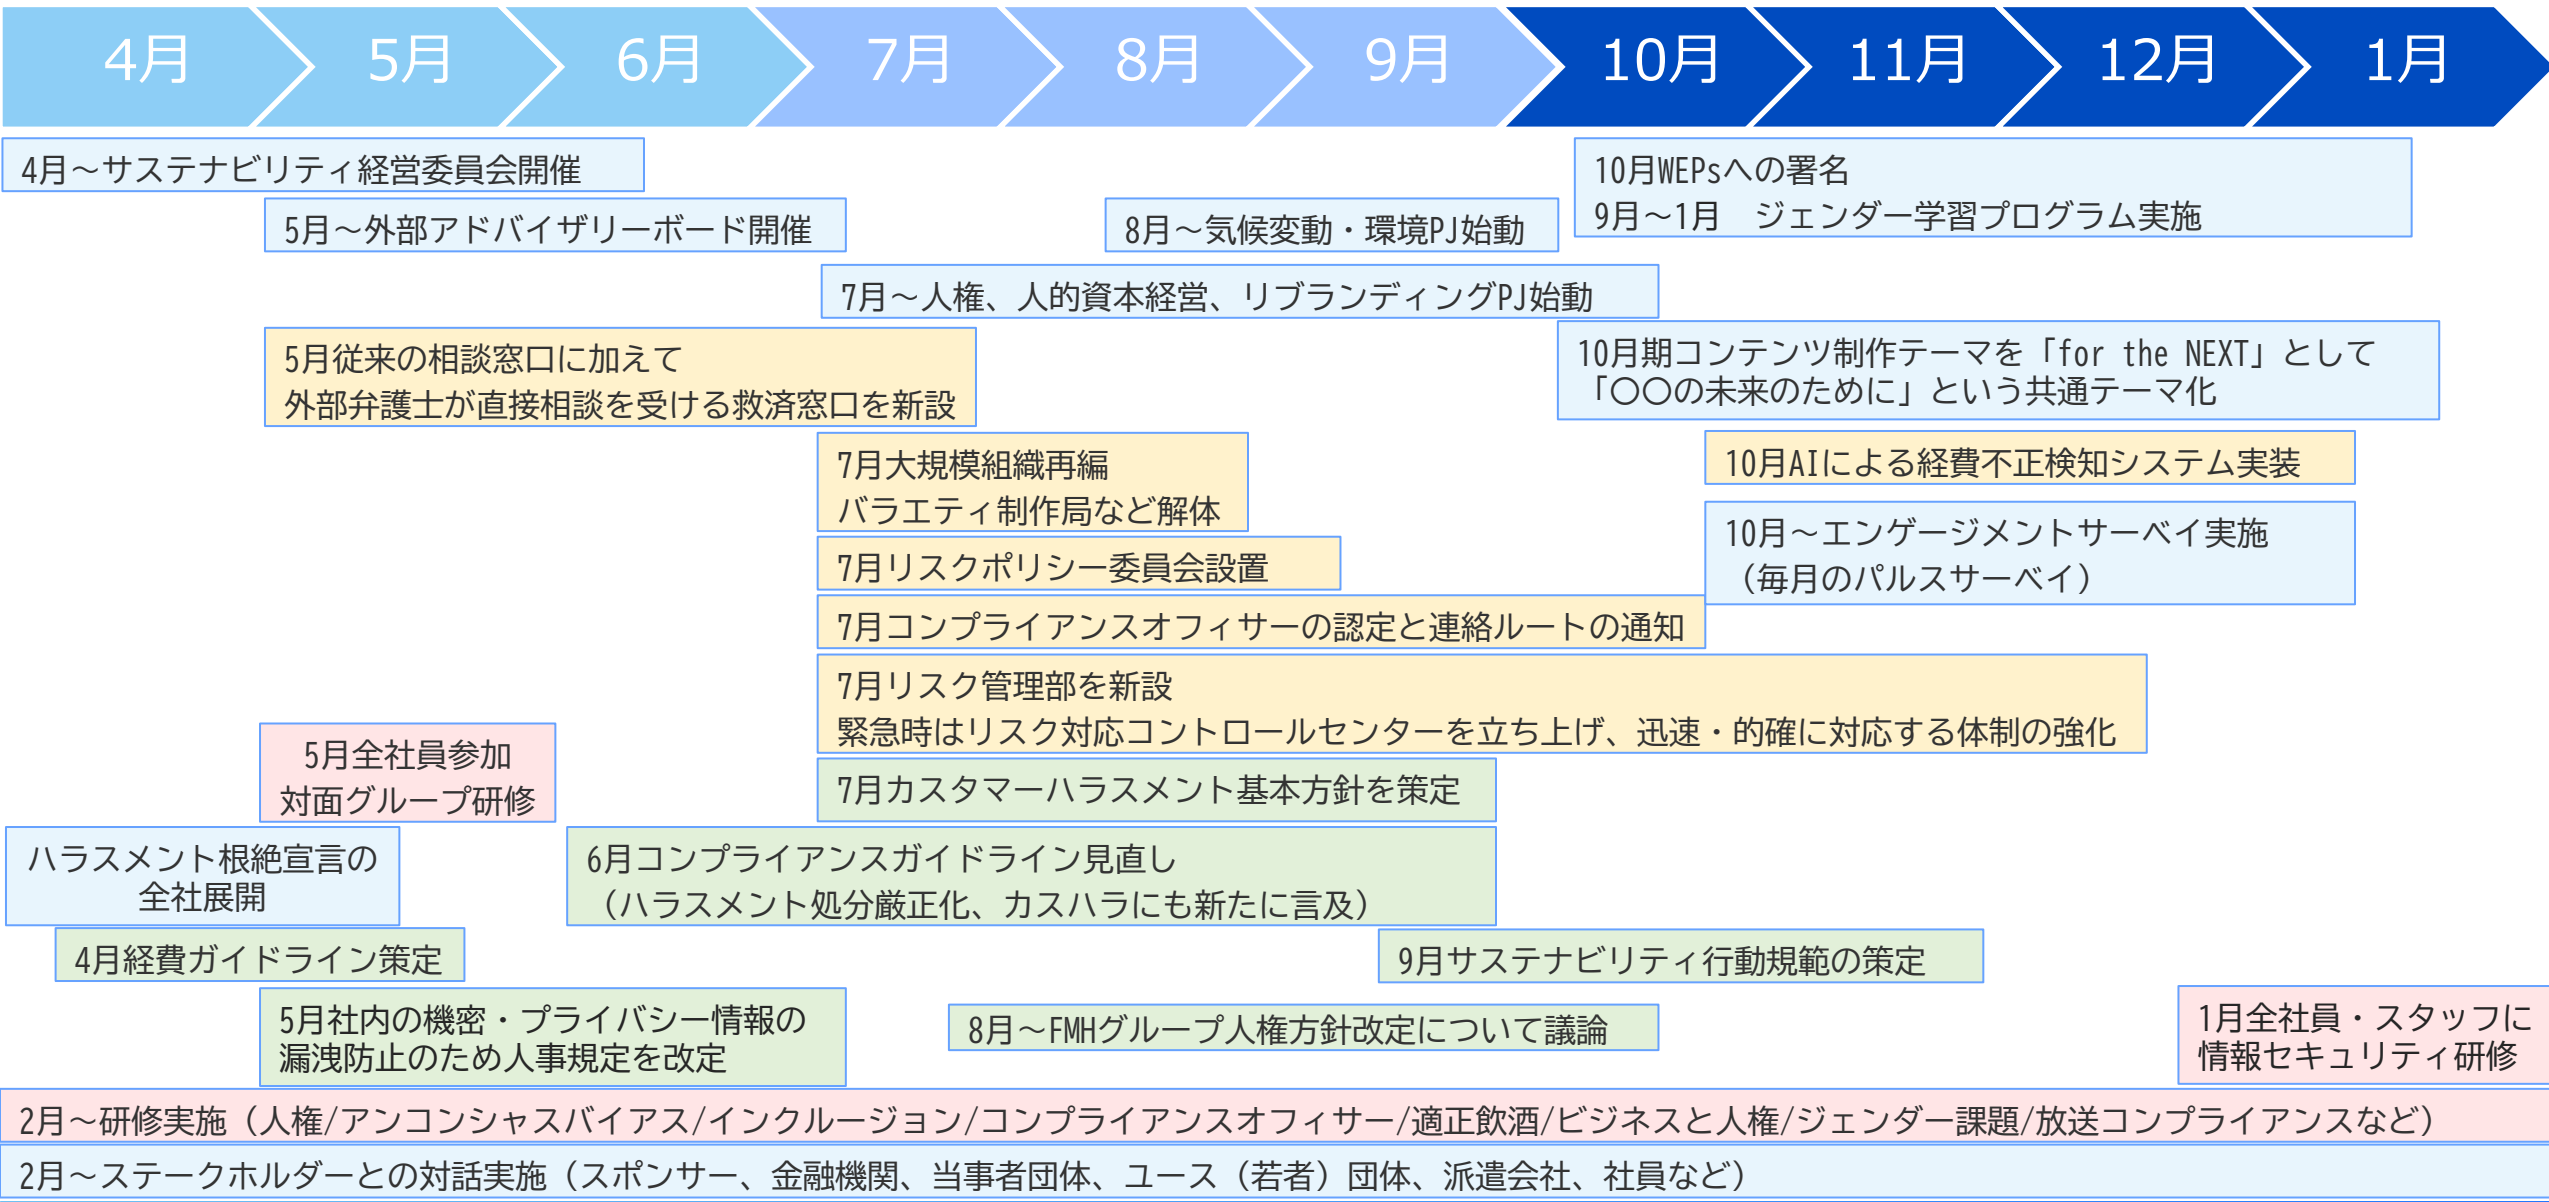 4月
5月
6月
7月
8月
9月
10月
11月
12月
1月
4月～サステナビリティ経営委員会開催
10月WEPsへの署名
9月～1月　ジェンダー学習プログラム実施
5月～外部アドバイザリーボード開催
8月～気候変動・環境PJ始動
7月～人権、人的資本経営、リブランディングPJ始動
5月従来の相談窓口に加えて
外部弁護士が直接相談を受ける救済窓口を新設
10月期コンテンツ制作テーマを「for the NEXT」として
「〇〇の未来のために」という共通テーマ化
7月大規模組織再編
バラエティ制作局など解体
10月AIによる経費不正検知システム実装
10月～エンゲージメントサーベイ実施
（毎月のパルスサーベイ）
7月リスクポリシー委員会設置
7月コンプライアンスオフィサーの認定と連絡ルートの通知
7月リスク管理部を新設
緊急時はリスク対応コントロールセンターを立ち上げ、迅速・的確に対応する体制の強化
5月全社員参加
対面グループ研修
7月カスタマーハラスメント基本方針を策定
ハラスメント根絶宣言の
全社展開
6月コンプライアンスガイドライン見直し
（ハラスメント処分厳正化、カスハラにも新たに言及）
4月経費ガイドライン策定
9月サステナビリティ行動規範の策定
5月社内の機密・プライバシー情報の
漏洩防止のため人事規定を改定
8月～FMHグループ人権方針改定について議論
1月全社員・スタッフに
情報セキュリティ研修
2月～研修実施（人権/アンコンシャスバイアス/インクルージョン/コンプライアンスオフィサー/適正飲酒/ビジネスと人権/ジェンダー課題/放送コンプライアンスなど）
2月～ステークホルダーとの対話実施（スポンサー、金融機関、当事者団体、ユース（若者）団体、派遣会社、社員など）